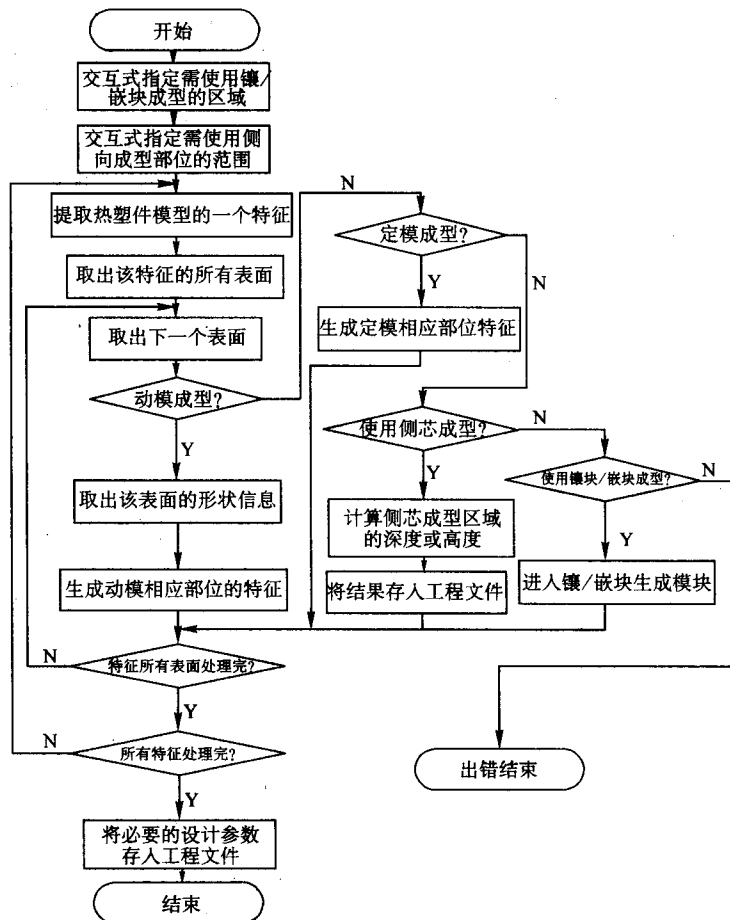 开始
交互式指定需使用镶/
嵌块成型的区域
交互式指定需使用侧
向成型部位的范围
提取热塑件模型的一个特征
取出该特征的所有表面
取出下一个表面
动模成型?
N
Y
取出该表面的形状信息
生成动模相应部位的特征
特征所有表面处理完?
N
Y
所有特征处理完?
N
Y
将必要的设计参数
存入工程文件
结束
定模成型?
N
Y
生成定模相应部位特征
使用侧芯成型?
N
Y
计算侧芯成型区域
的深度或高度
将结果存入工程文件
使用镶块/嵌块成型?
N
Y
进入镶/嵌块生成模块
出错结束